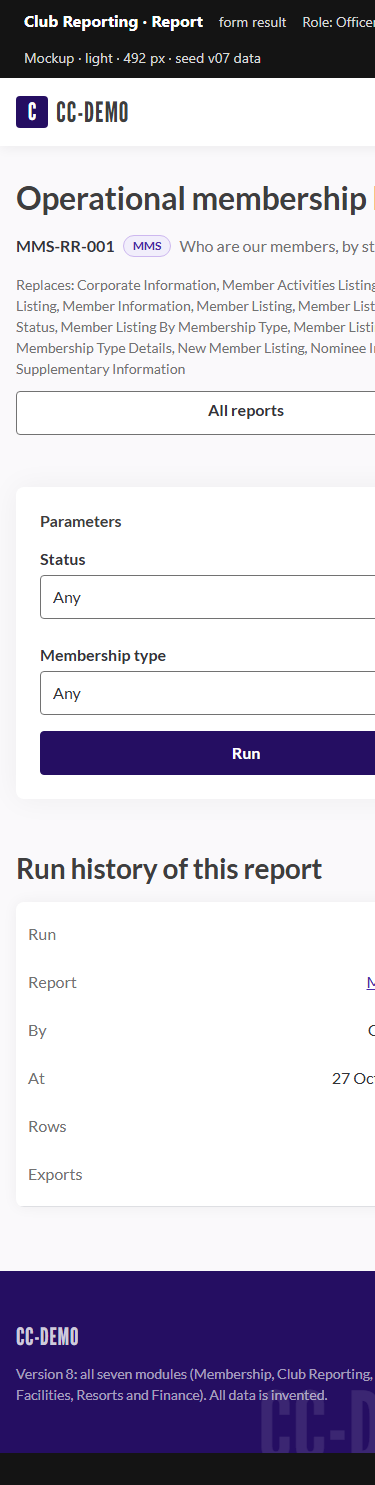 Club Reporting · Report form result Role: Officer
Mockup · light · 492 px · seed v07 data
C CC-DEMO
Operational membership
MMS-RR-001 MMS Who are our members, by
Replaces: Corporate Information, Member Activities Listing
Listing, Member Information, Member Listing, Member
Status, Member Listing By Membership Type, Member
Membership Type Details, New Member Listing, Nominee
Supplementary Information
All reports
Parameters
Status
Any
Membership type
Any
Run
Run history of this report
Run
Report
By
At 27 Oct
Rows
Exports
CC-DEMO
Version 8: all seven modules (Membership, Club Reporting,
Facilities, Resorts and Finance). All data is invented.